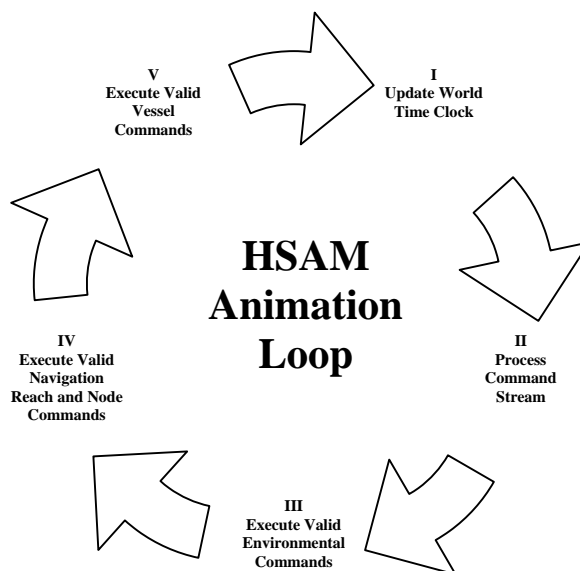 HSAM
Animation
Loop
I
Update World
Time Clock
II
Process
Command
Stream
III
Execute Valid
Environmental
Commands
IV
Execute Valid
Navigation
Reach and Node
Commands
V
Execute Valid
Vessel
Commands